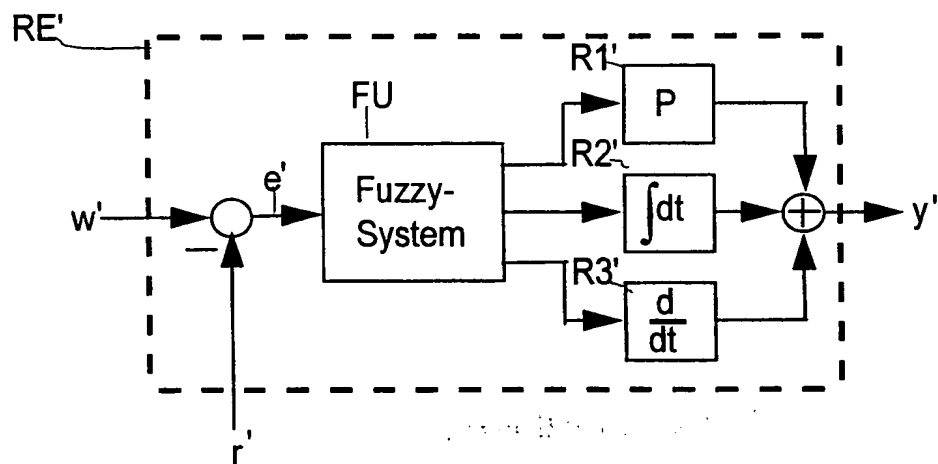 RE'
R1'
P
FU
R2'
e'
Fuzzy-
System
w'
∫dt
+
y'
R3'
d
dt
r'